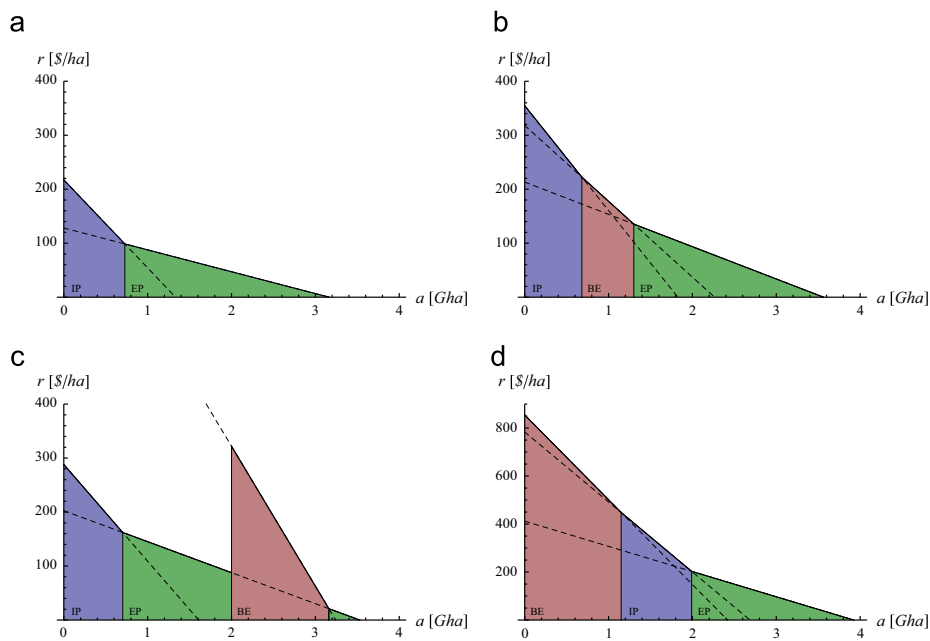 a
r [$/ha]
400
300
200
100
IP
EP
0 1 2 3 4
a [Gha]
b
r [$/ha]
400
300
200
100
IP
BE
EP
0 1 2 3 4
a [Gha]
c
r [$/ha]
400
300
200
100
IP
EP
BE
0 1 2 3 4
a [Gha]
d
r [$/ha]
800
600
400
200
BE
IP
EP
0 1 2 3 4
a [Gha]